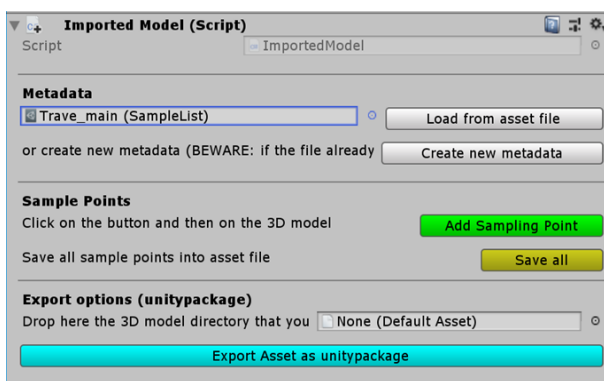 Imported Model (Script)
Script ImportedModel
Metadata
Trave_main (SampleList) Load from asset file
or create new metadata (BEWARE: if the file already Create new metadata
Sample Points
Click on the button and then on the 3D model Add Sampling Point
Save all sample points into asset file Save all
Export options (unitypackage)
Drop here the 3D model directory that you None (Default Asset)
Export Asset as unitypackage